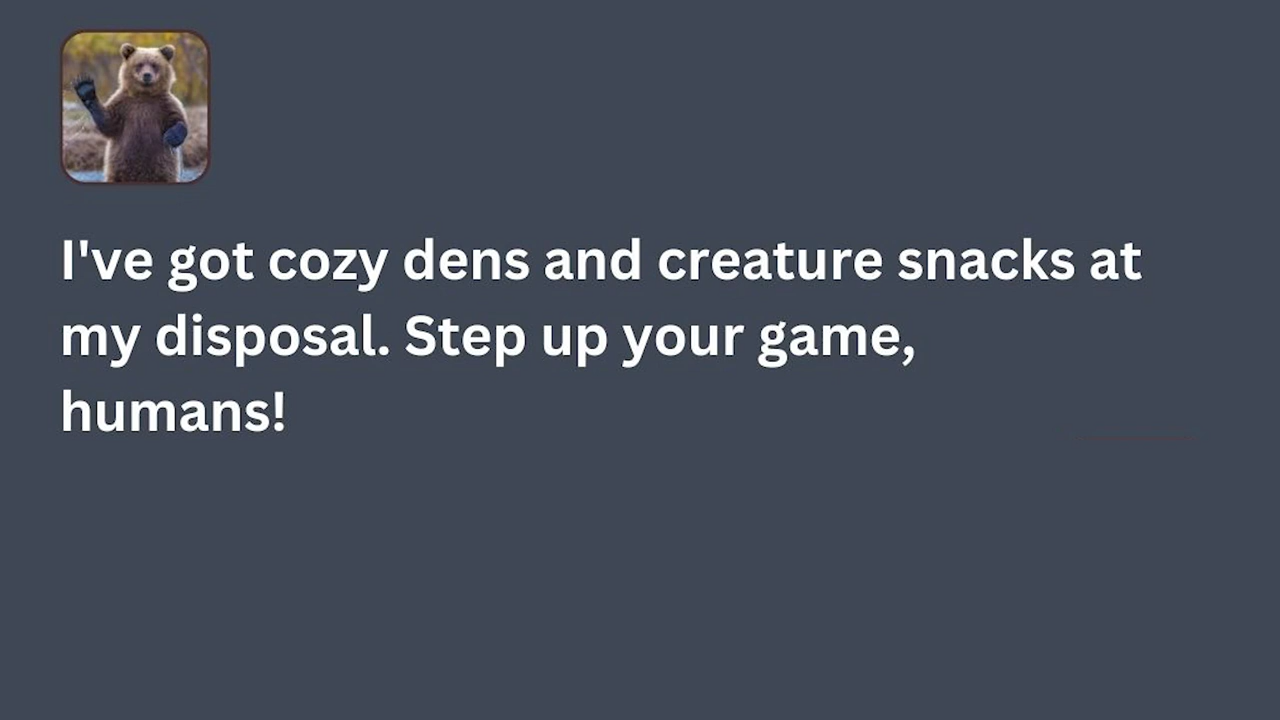 I've got cozy dens and creature snacks at
my disposal. Step up your game,
humans!